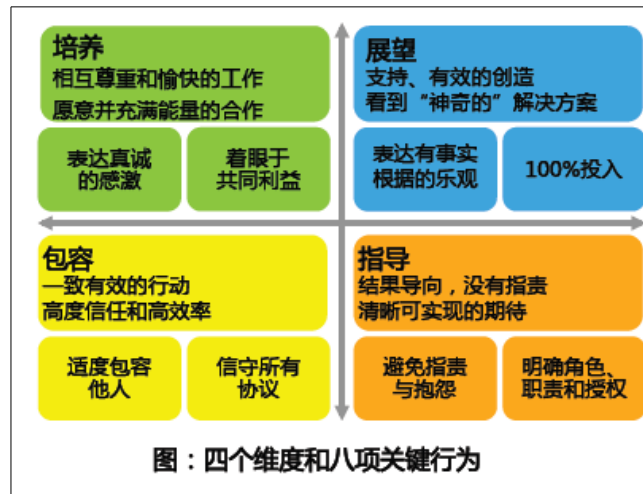 培养
相互尊重和愉快的工作
愿意并充满能量的合作
表达真诚
的感激
着眼于
共同利益
展望
支持、有效的创造
看到“神奇的”解决方案
表达有事实
根据的乐观
100%投入
包容
一致有效的行动
高度信任和高效率
适度包容
他人
信守所有
协议
指导
结果导向，没有指责
清晰可实现的期待
避免指责
与抱怨
明确角色、
职责和授权
图：四个维度和八项关键行为